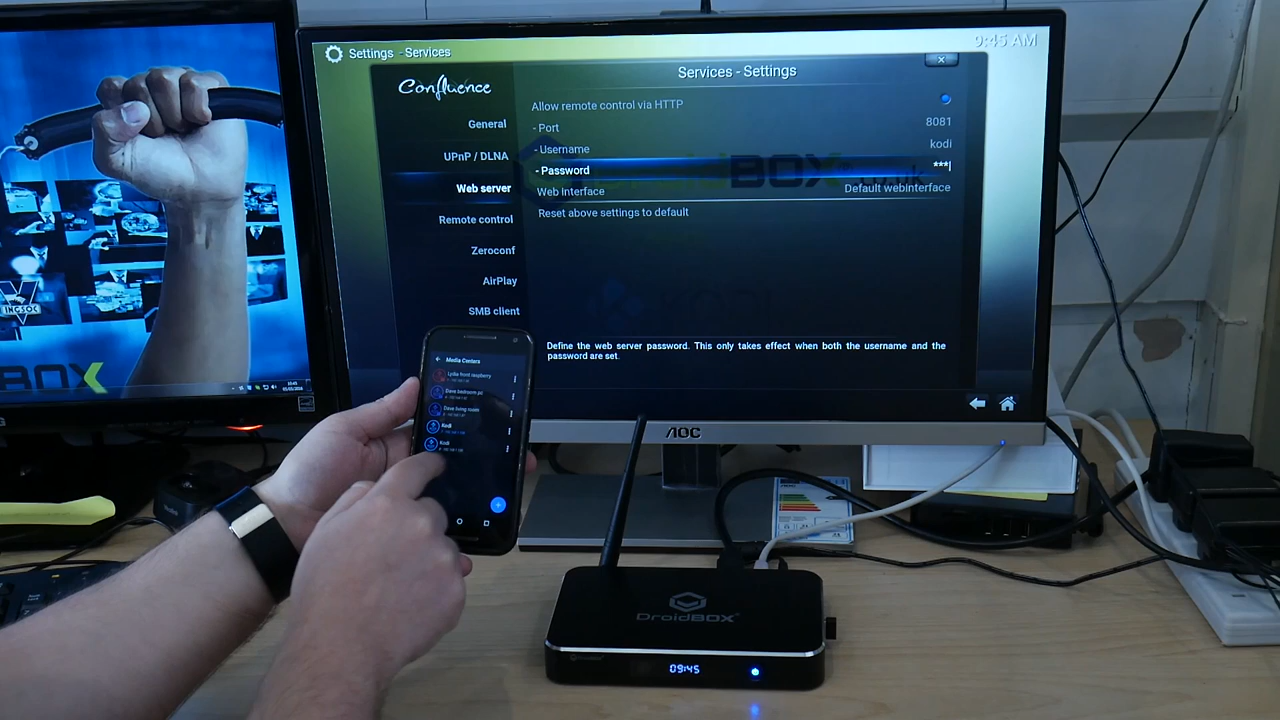 Settings - Services
9:45 AM
Confluence
Services - Settings
General
UPnP / DLNA
Web server
Remote control
Zeroconf
AirPlay
SMB client
Allow remote control via HTTP
- Port 8081
- Username kodi
- Password ***
Web interface Default webinterface
Reset above settings to default
Define the web server password. This only takes effect when both the username and the
password are set.
INGSOC
BOX
Media Centers
Kodi
Kodi
AOC
DroidBOX
09:45